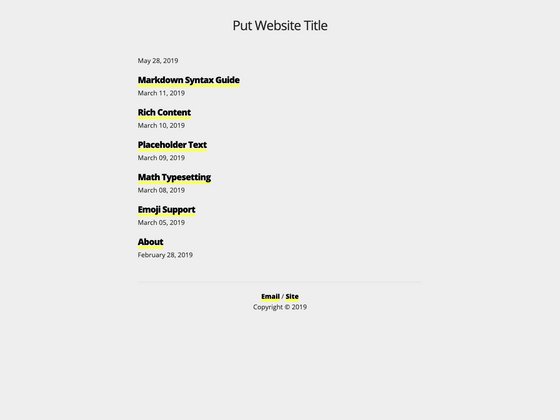 Put Website Title
May 28, 2019
Markdown Syntax Guide
March 11, 2019
Rich Content
March 10, 2019
Placeholder Text
March 09, 2019
Math Typesetting
March 08, 2019
Emoji Support
March 05, 2019
About
February 28, 2019
Email / Site
Copyright © 2019